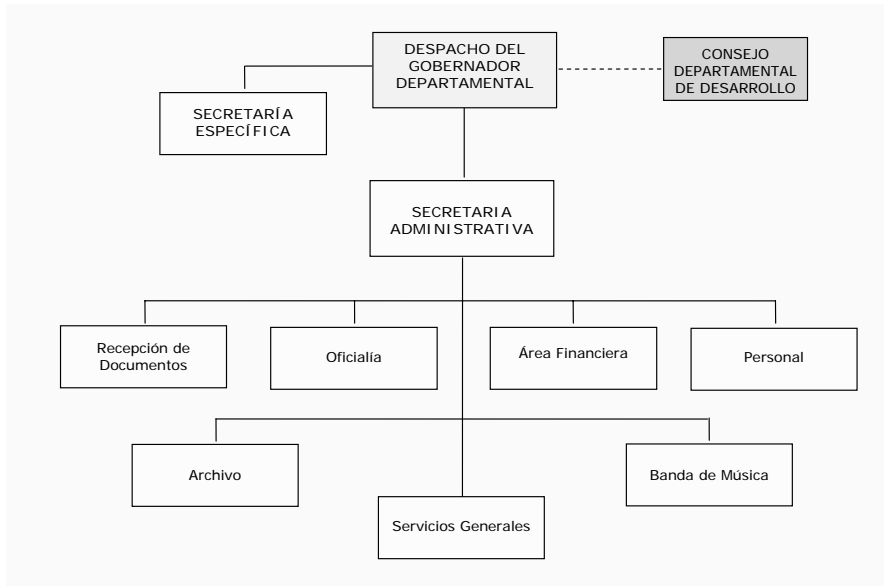 DESPACHO DEL
GOBERNADOR
DEPARTAMENTAL
CONSEJO
DEPARTAMENTAL
DE DESARROLLO
SECRETARÍA
ESPECÍFICA
SECRETARIA
ADMINISTRATIVA
Recepción de
Documentos
Oficialía
Área Financiera
Personal
Archivo
Banda de Música
Servicios Generales